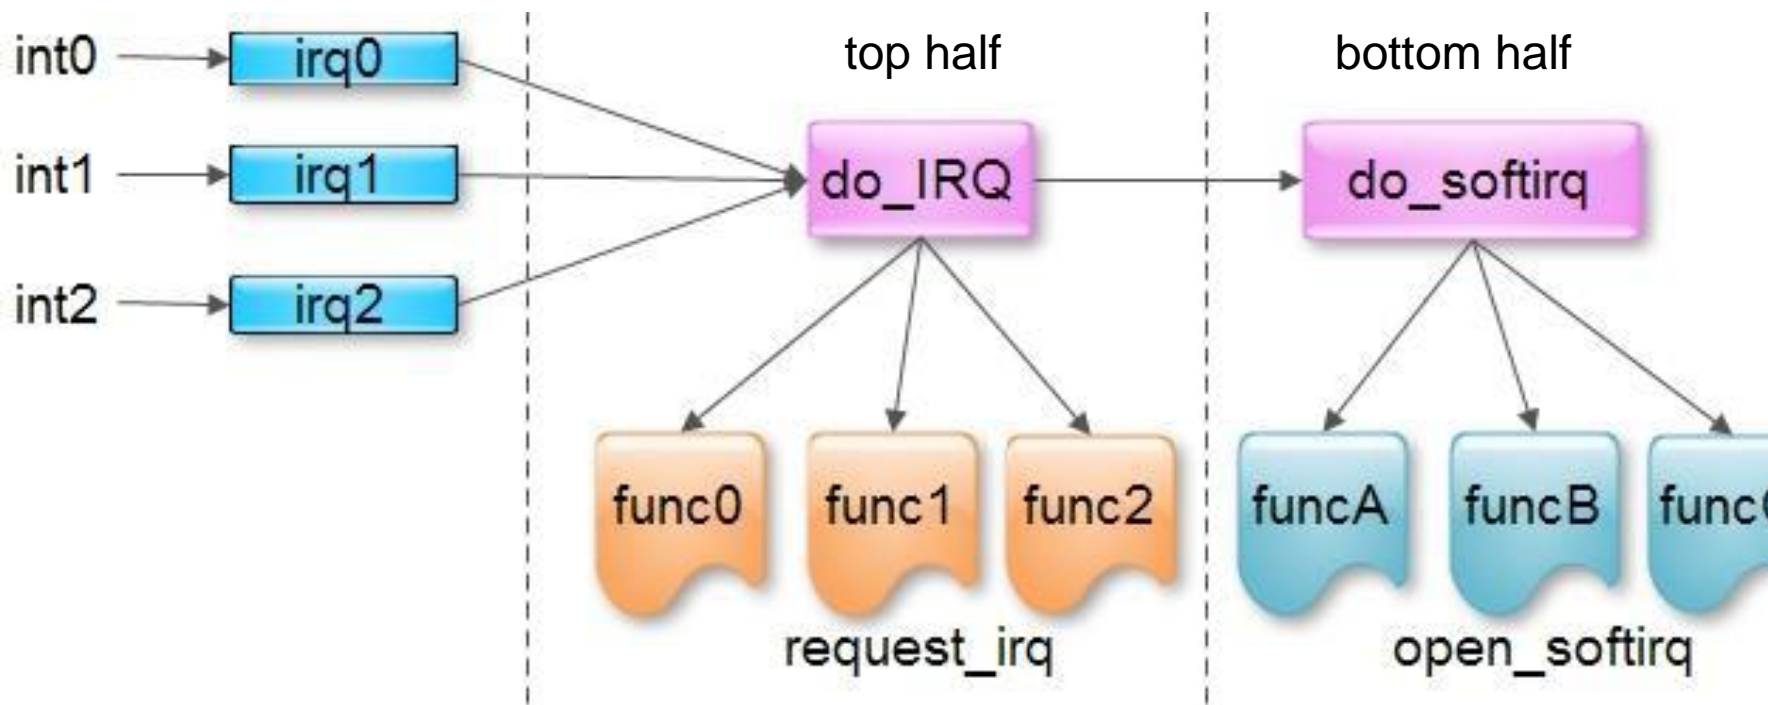 int0
irq0
top half
bottom half
int1
irq1
do_IRQ
do_softirq
int2
irq2
func0
func1
func2
funcA
funcB
request_irq
open_softirq